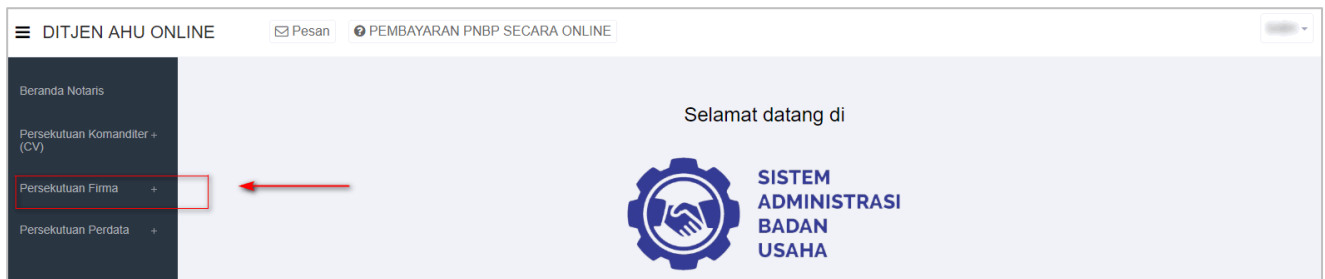 DITJEN AHU ONLINE
Pesan
PEMBAYARAN PNBP SECARA ONLINE
Beranda Notaris
Persekutuan Komanditer +
(CV)
Persekutuan Firma +
Persekutuan Perdata +
Selamat datang di
SISTEM
ADMINISTRASI
BADAN
USAHA